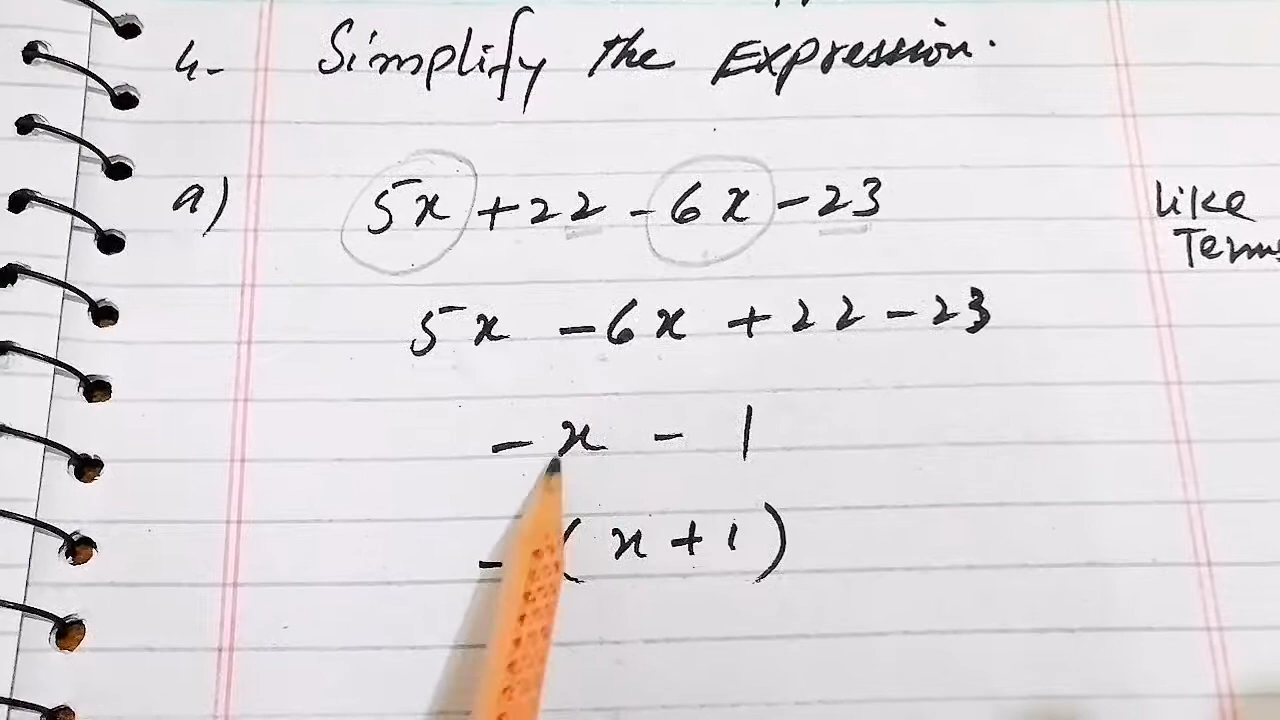 4- Simplify the Expression.
a) 5x + 22 - 6x - 23
Like
Terms
5x - 6x + 22 - 23
- x - 1
- (x + 1)